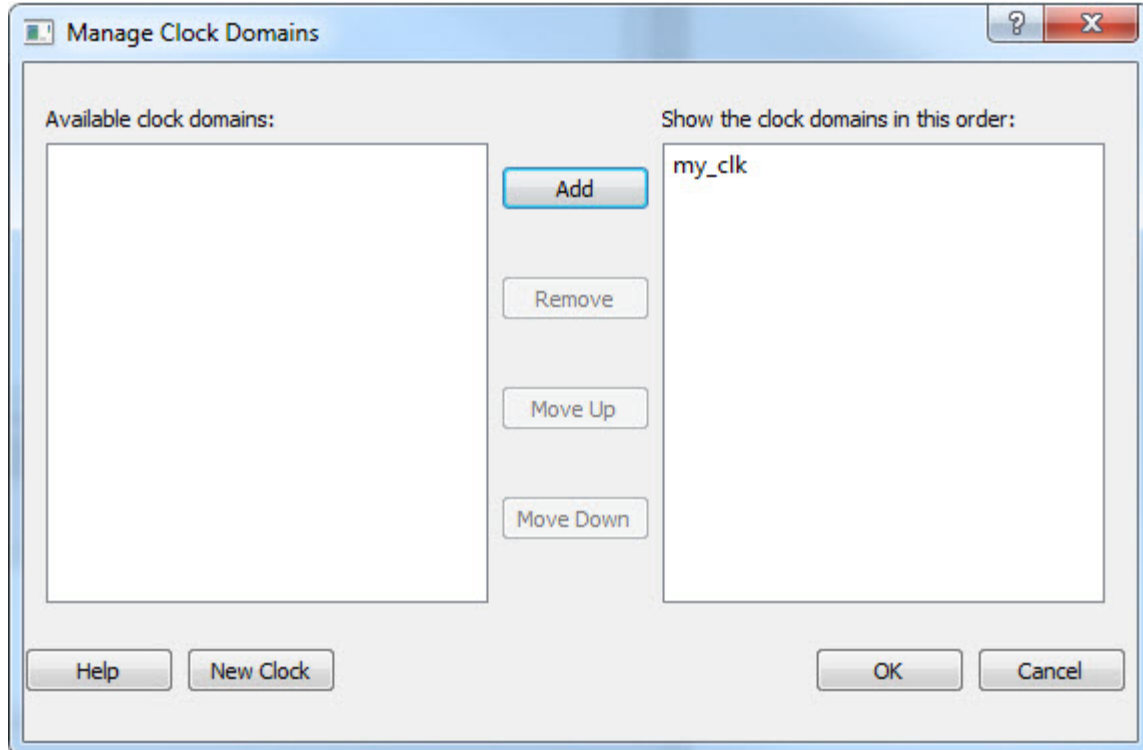 Manage Clock Domains
?
X
Available clock domains:
Show the clock domains in this order:
my_clk
Add
Remove
Move Up
Move Down
Help
New Clock
OK
Cancel